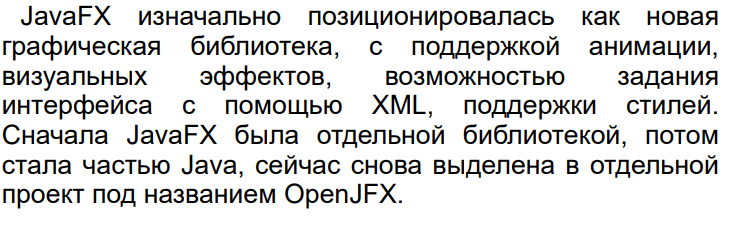 JavaFX изначально позиционировалась как новая
графическая библиотека, с поддержкой анимации,
визуальных эффектов, возможностью задания
интерфейса с помощью XML, поддержки стилей.
Сначала JavaFX была отдельной библиотекой, потом
стала частью Java, сейчас снова выделена в отдельной
проект под названием OpenJFX.